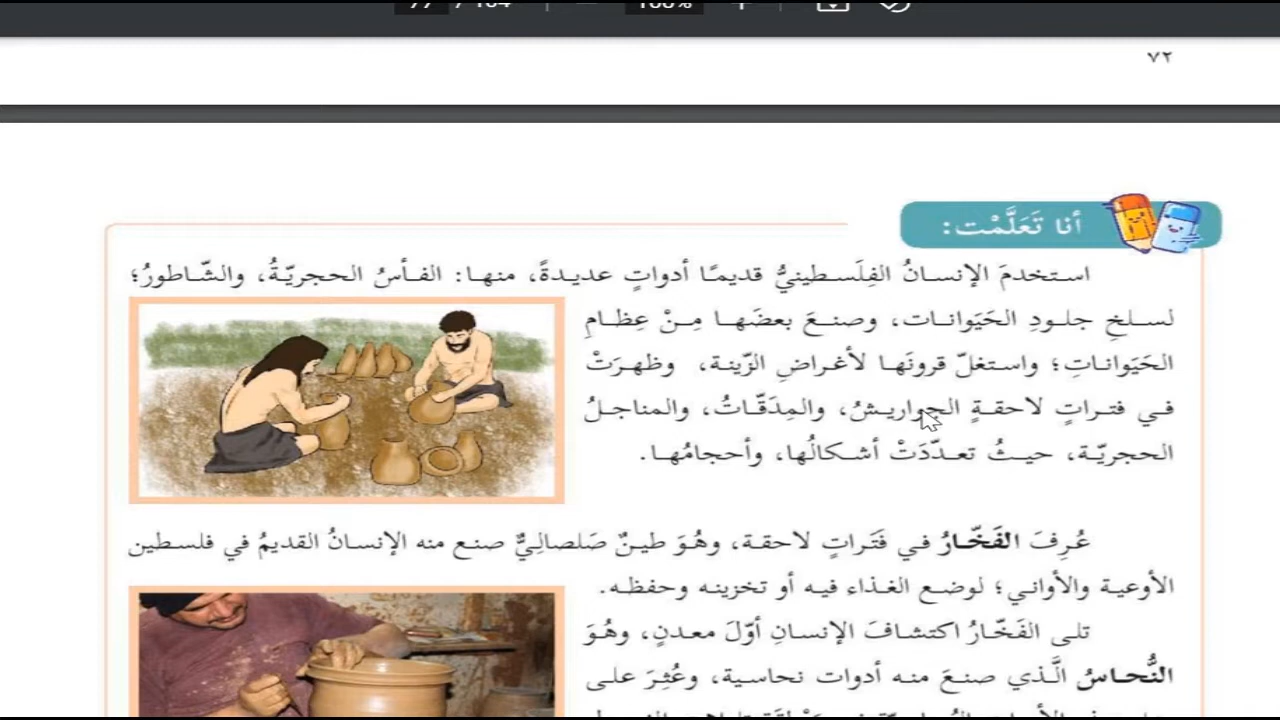 100%
٧٢
أنا تَعَلَّمْت:
استخدمَ الإنسانُ الفِلَسطينيُّ قديمًا أدواتٍ عديدةً، منها: الفأسُ الحجريّةُ، والشّاطورُ؛
لسلخِ جلودِ الحَيَوانات، وصنعَ بعضَها مِنْ عِظامِ
الحَيَواناتِ؛ واستغلّ قرونَها لأغراضِ الزّينة، وظهرَتْ
في فتراتٍ لاحقةٍ الجواريشُ، والمِدَقّاتُ، والمناجلُ
الحجريّة، حيثُ تعدّدَتْ أشكالُها، وأحجامُها.
عُرِفَ الفَخّارُ في فَتَراتٍ لاحقة، وهُوَ طينٌ صَلصالِيٌّ صنع منه الإنسانُ القديمُ في فلسطين
الأوعية والأواني؛ لوضع الغذاء فيه أو تخزينه وحفظه.
تلى الفَخّارُ اكتشافَ الإنسانِ أوّلَ معدنٍ، وهُوَ
النُّحاسُ الَّذي صنعَ منه أدوات نحاسية، وعُثِرَ على